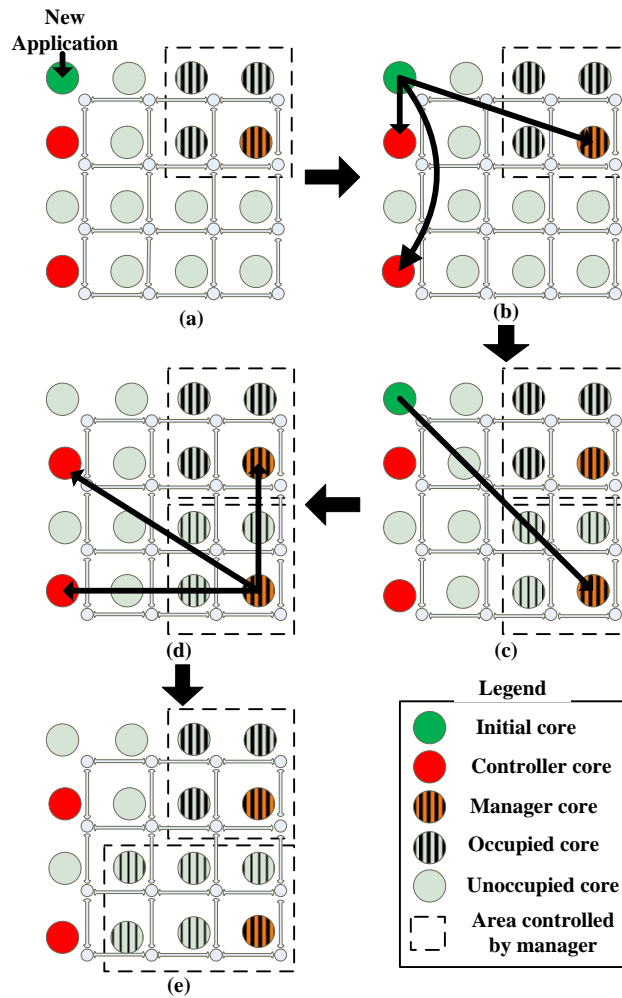 New
Application
(a)
(b)
(d)
(c)
(e)
Legend
Initial core
Controller core
Manager core
Occupied core
Unoccupied core
Area controlled
by manager